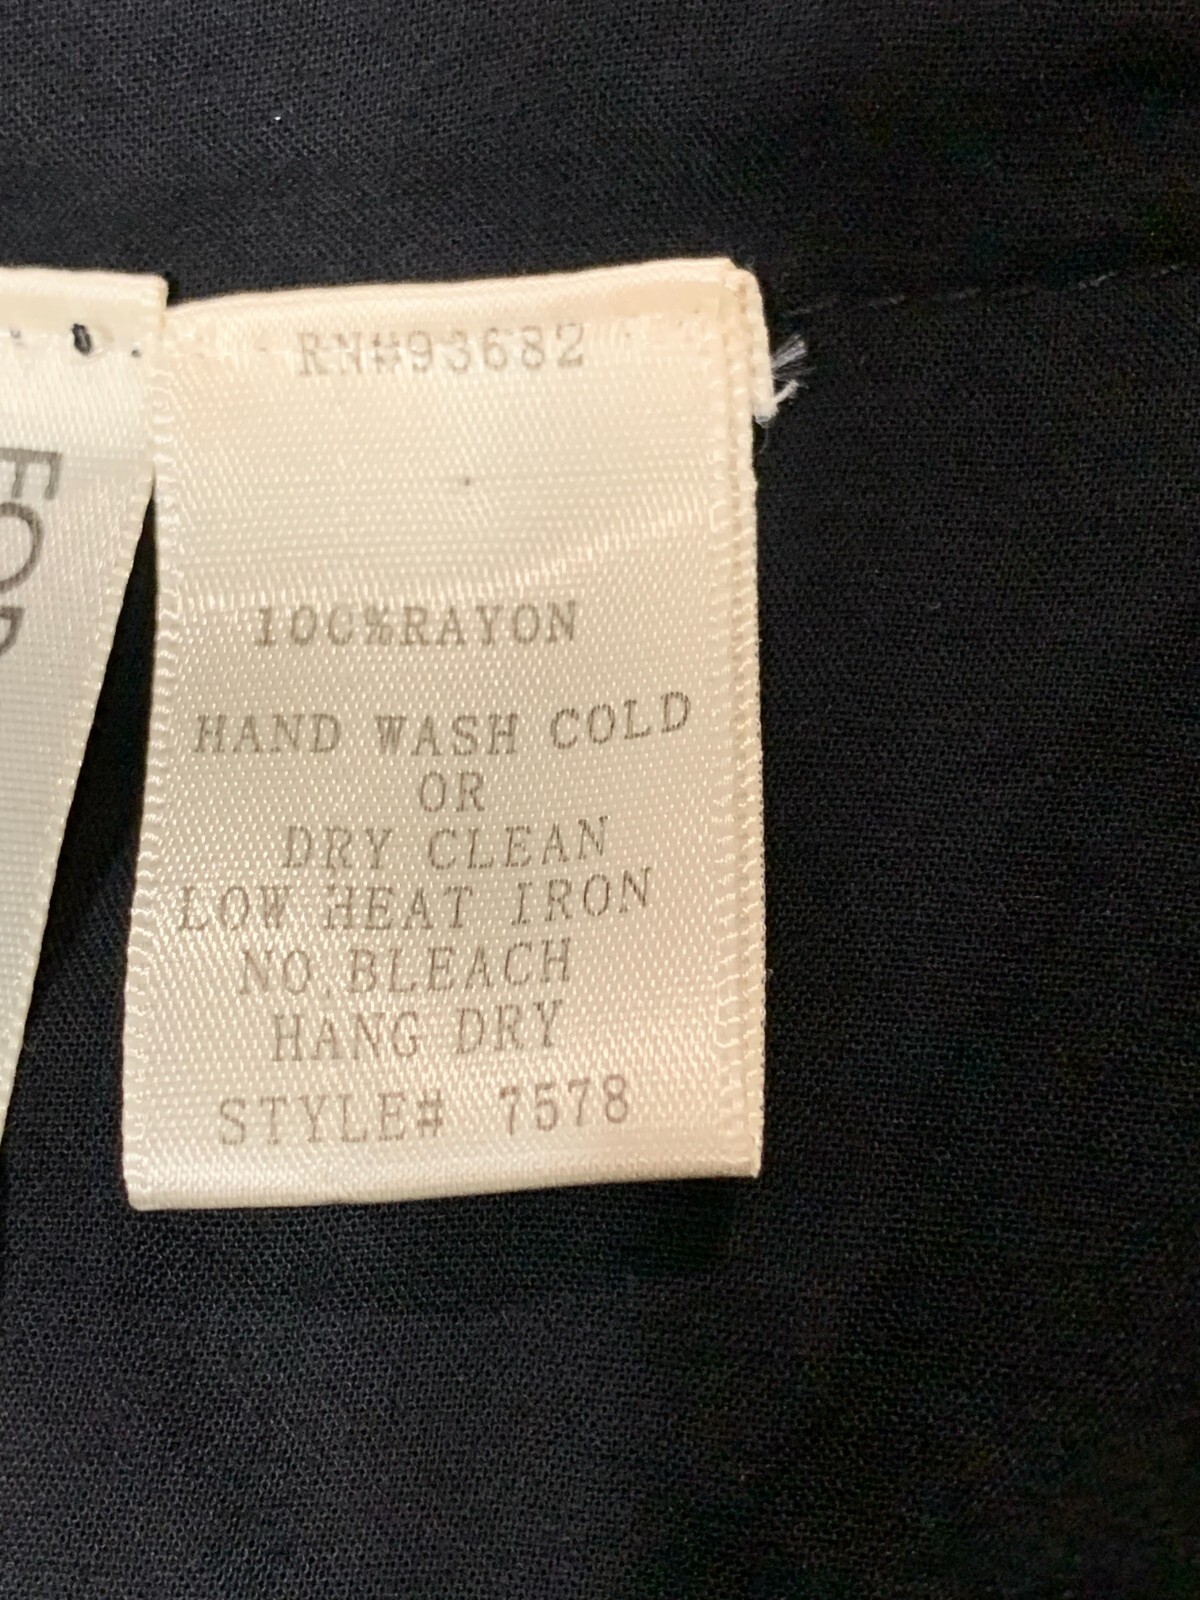 RN#93682
100%RAYON
HAND WASH COLD
OR
DRY CLEAN
LOW HEAT IRON
NO BLEACH
HANG DRY
STYLE# 7578
FOR